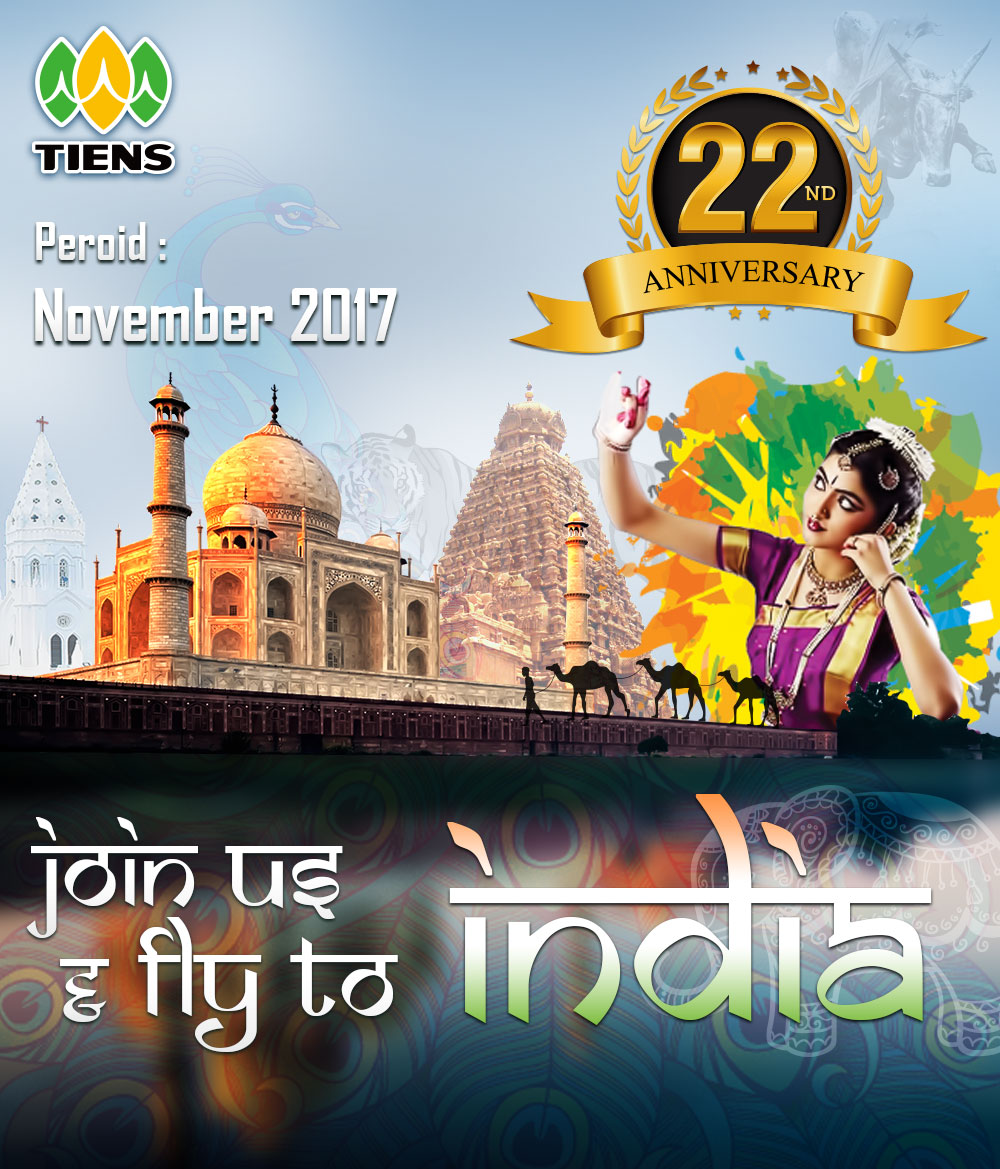 TIENS
22ND
ANNIVERSARY
Peroid :
November 2017
join us
& fly to
india